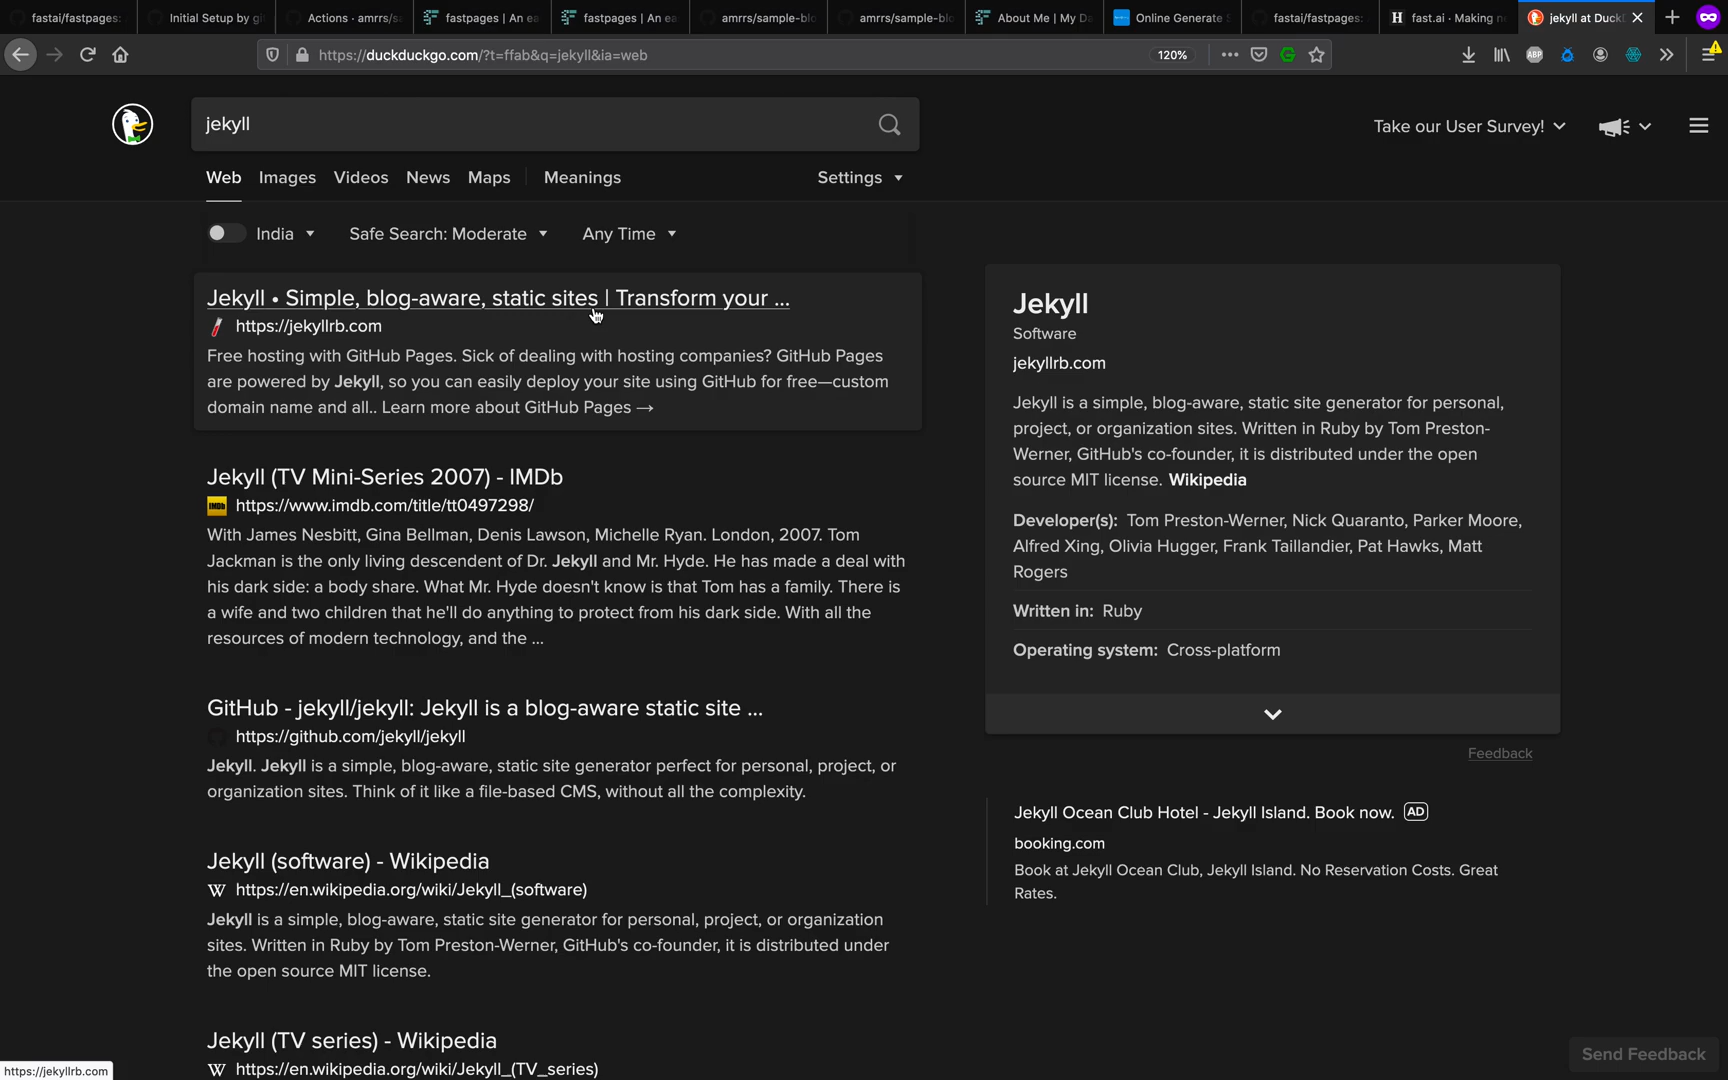 fastai/fastpages:
Initial Setup by gi
Actions · amrrs/sa
fastpages | An ea
fastpages | An ea
amrrs/sample-blo
amrrs/sample-blo
About Me | My Da
Online Generate S
fastai/fastpages:
H fast.ai · Making n
jekyll at DuckD
https://duckduckgo.com/?t=ffab&q=jekyll&ia=web
120%
ABP
jekyll
Take our User Survey!
Web Images Videos News Maps Meanings Settings
India Safe Search: Moderate Any Time
Jekyll • Simple, blog-aware, static sites | Transform your ...
https://jekyllrb.com
Free hosting with GitHub Pages. Sick of dealing with hosting companies? GitHub Pages
are powered by Jekyll, so you can easily deploy your site using GitHub for free—custom
domain name and all.. Learn more about GitHub Pages →
Jekyll (TV Mini-Series 2007) - IMDb
IMDb https://www.imdb.com/title/tt0497298/
With James Nesbitt, Gina Bellman, Denis Lawson, Michelle Ryan. London, 2007. Tom
Jackman is the only living descendent of Dr. Jekyll and Mr. Hyde. He has made a deal with
his dark side: a body share. What Mr. Hyde doesn't know is that Tom has a family. There is
a wife and two children that he'll do anything to protect from his dark side. With all the
resources of modern technology, and the ...
GitHub - jekyll/jekyll: Jekyll is a blog-aware static site ...
https://github.com/jekyll/jekyll
Jekyll. Jekyll is a simple, blog-aware, static site generator perfect for personal, project, or
organization sites. Think of it like a file-based CMS, without all the complexity.
Jekyll (software) - Wikipedia
W https://en.wikipedia.org/wiki/Jekyll_(software)
Jekyll is a simple, blog-aware, static site generator for personal, project, or organization
sites. Written in Ruby by Tom Preston-Werner, GitHub's co-founder, it is distributed under
the open source MIT license.
Jekyll (TV series) - Wikipedia
W https://en.wikipedia.org/wiki/Jekyll_(TV_series)
Jekyll
Software
jekyllrb.com
Jekyll is a simple, blog-aware, static site generator for personal,
project, or organization sites. Written in Ruby by Tom Preston-
Werner, GitHub's co-founder, it is distributed under the open
source MIT license. Wikipedia
Developer(s): Tom Preston-Werner, Nick Quaranto, Parker Moore,
Alfred Xing, Olivia Hugger, Frank Taillandier, Pat Hawks, Matt
Rogers
Written in: Ruby
Operating system: Cross-platform
Feedback
Jekyll Ocean Club Hotel - Jekyll Island. Book now. AD
booking.com
Book at Jekyll Ocean Club, Jekyll Island. No Reservation Costs. Great
Rates.
Send Feedback
https://jekyllrb.com